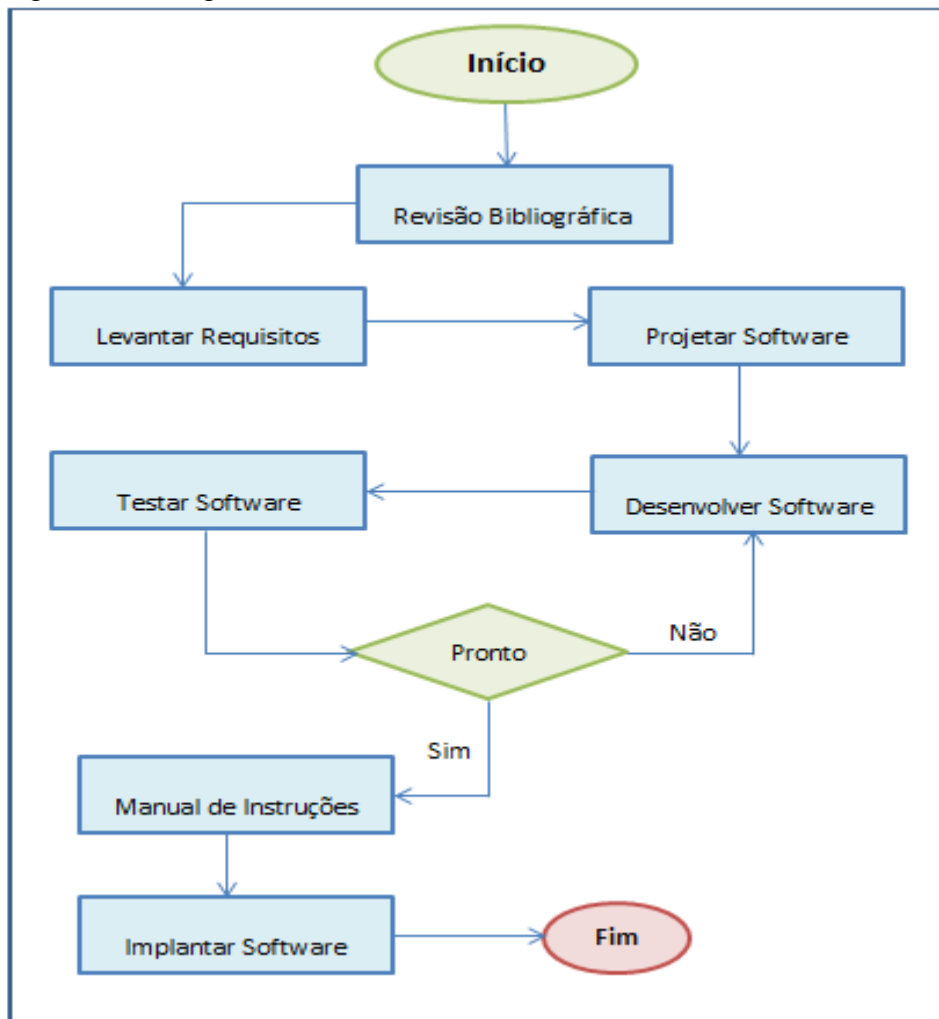 Início
Revisão Bibliográfica
Levantar Requisitos
Projetar Software
Desenvolver Software
Testar Software
Pronto
Não
Sim
Manual de Instruções
Implantar Software
Fim